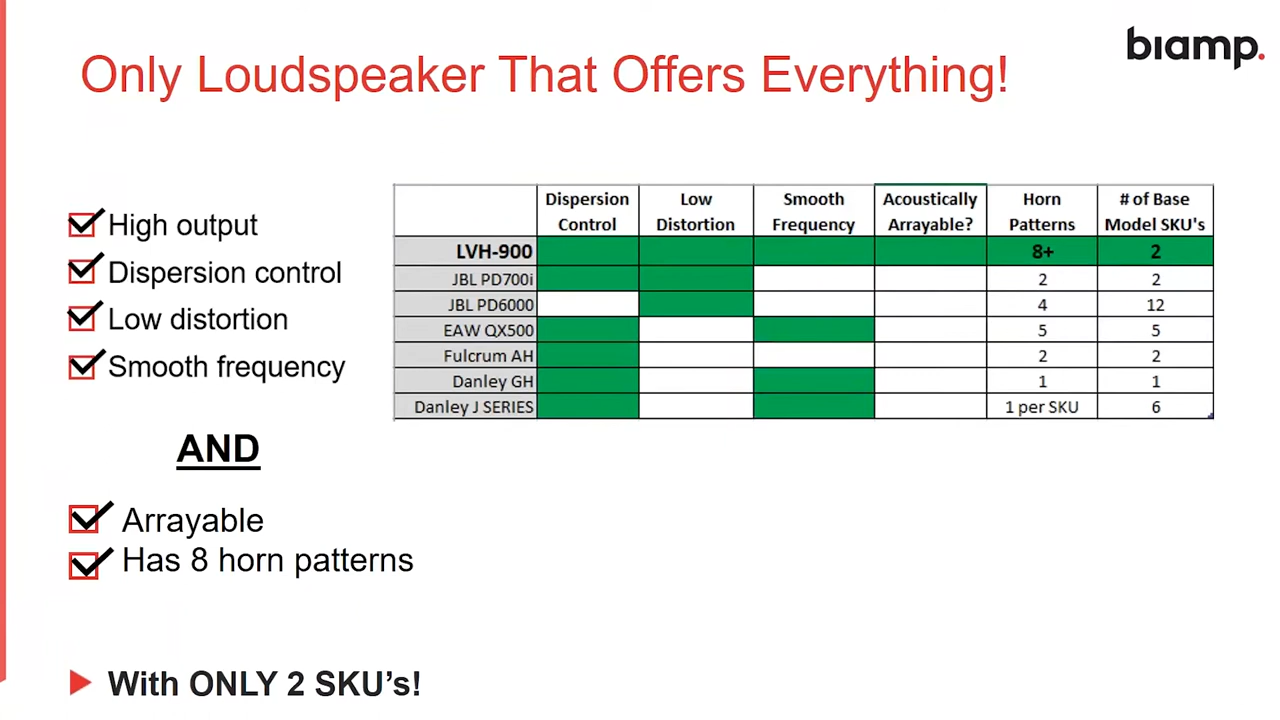 biamp.
Only Loudspeaker That Offers Everything!
High output
Dispersion control
Low distortion
Smooth frequency
AND
Arrayable
Has 8 horn patterns
With ONLY 2 SKU's!
Dispersion Control Low Distortion Smooth Frequency Acoustically Arrayable? Horn Patterns # of Base Model SKU's
LVH-900 8+ 2
JBL PD700i 2 2
JBL PD6000 4 12
EAW QX500 5 5
Fulcrum AH 2 2
Danley GH 1 1
Danley J SERIES 1 per SKU 6